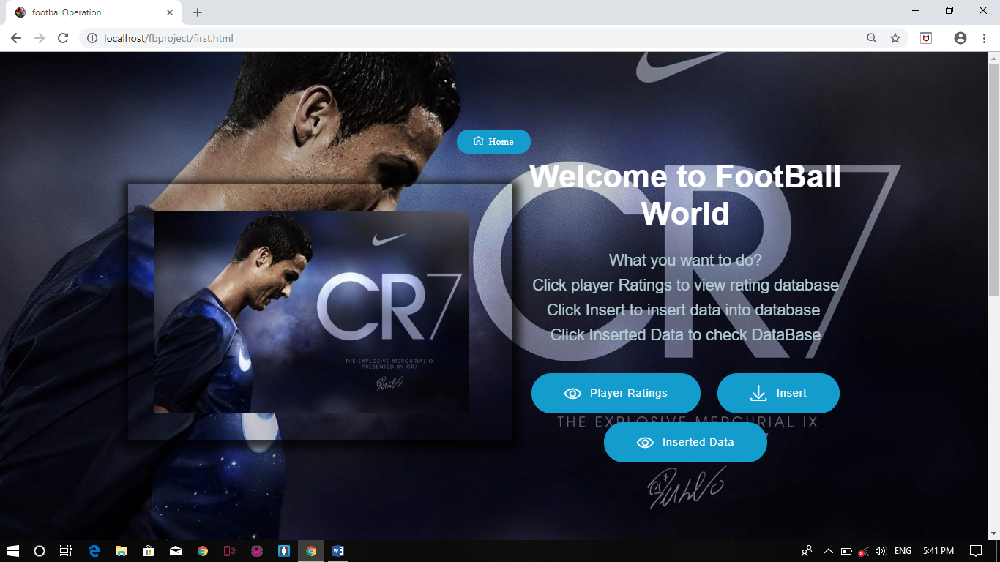 footballOperation
localhost/fbproject/first.html
Home
Welcome to FootBall
World
CR7
What you want to do?
Click player Ratings to view rating database
Click Insert to insert data into database
Click Inserted Data to check DataBase
CR7
THE EXPLOSIVE MERCURIAL IX
PRESENTED BY CR7
Player Ratings
Insert
THE EXPLOSIVE MERCURIAL IX
Inserted Data
ENG
5:41 PM